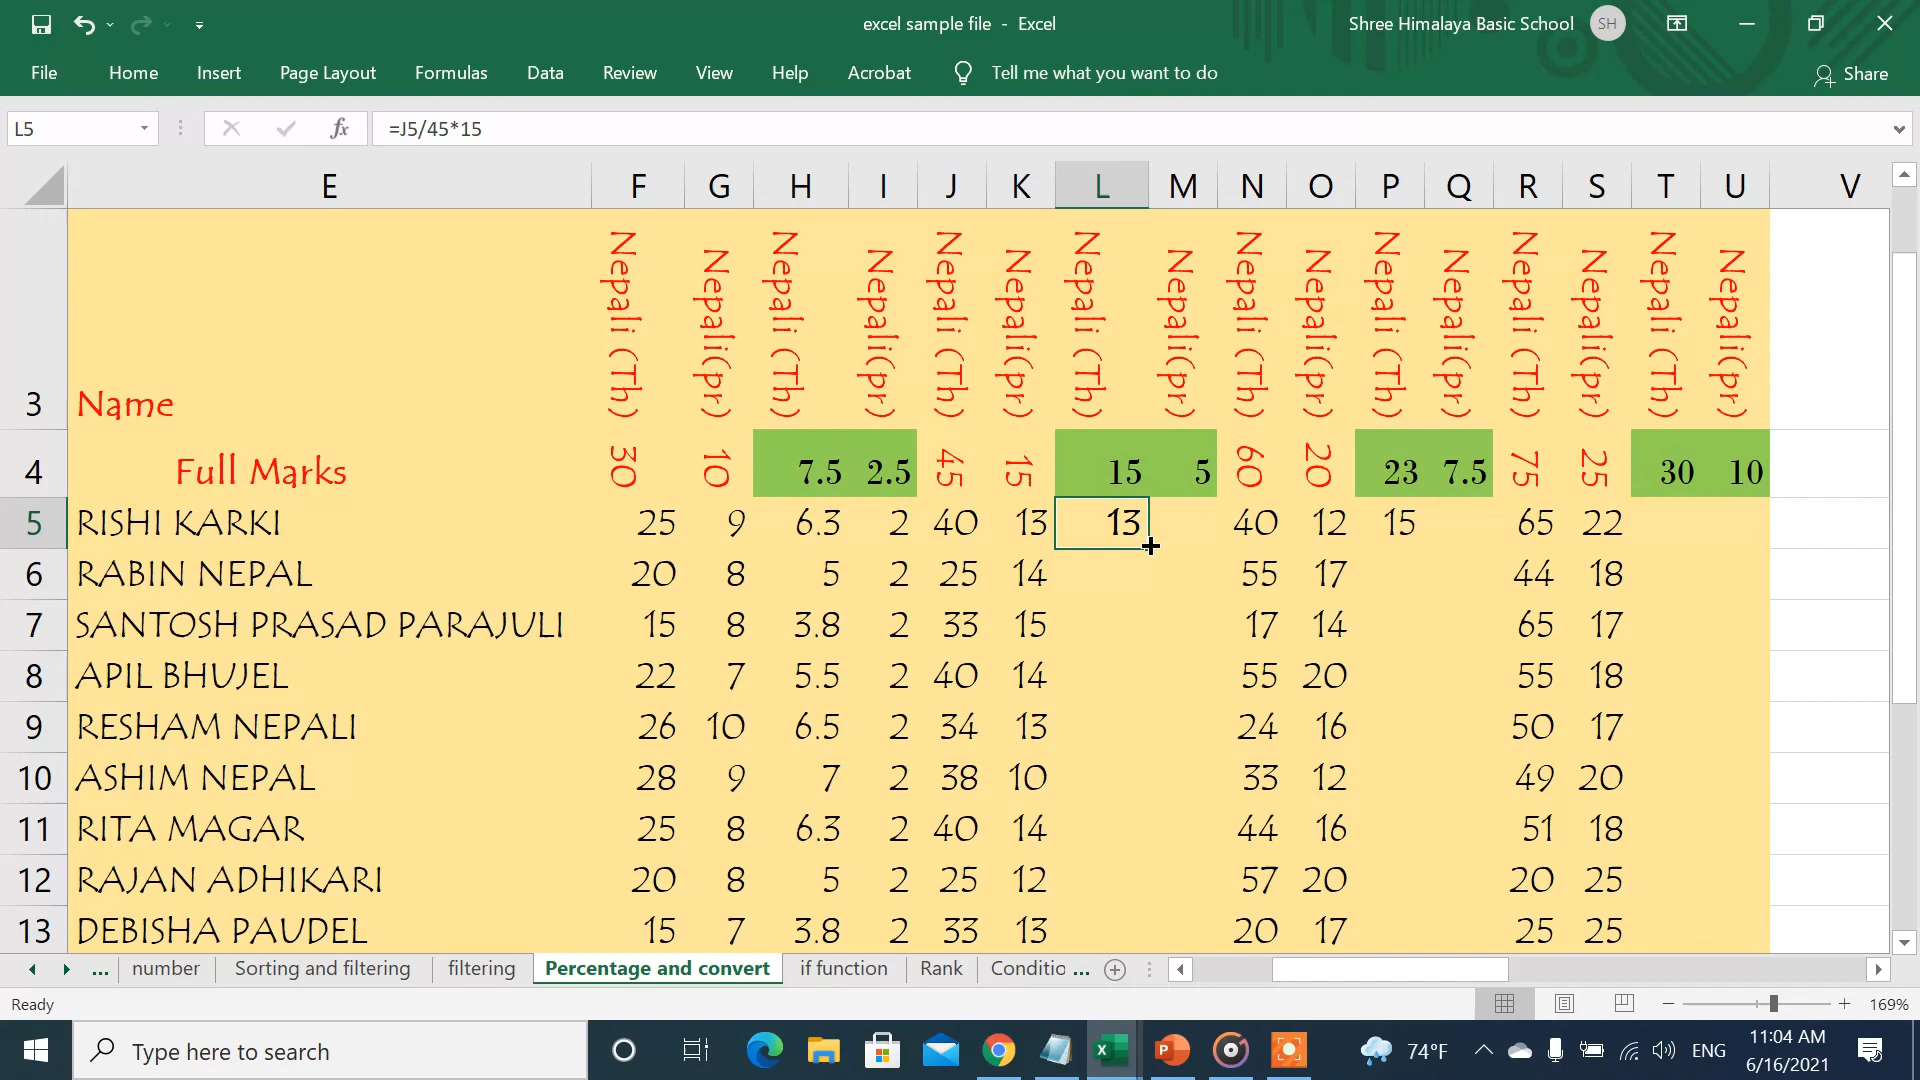 excel sample file - Excel
Shree Himalaya Basic School SH
File Home Insert Page Layout Formulas Data Review View Help Acrobat Tell me what you want to do Share
L5 fx =J5/45*15
E F G H I J K L M N O P Q R S T U V
3 Name Nepali (Th) Nepali(pr) Nepali (Th) Nepali(pr) Nepali (Th) Nepali(pr) Nepali (Th) Nepali(pr) Nepali (Th) Nepali(pr) Nepali (Th) Nepali(pr) Nepali (Th) Nepali(pr) Nepali (Th) Nepali(pr)
4 Full Marks 30 10 7.5 2.5 45 15 15 5 60 20 23 7.5 75 25 30 10
5 RISHI KARKI 25 9 6.3 2 40 13 13 40 12 15 65 22
6 RABIN NEPAL 20 8 5 2 25 14 55 17 44 18
7 SANTOSH PRASAD PARAJULI 15 8 3.8 2 33 15 17 14 65 17
8 APIL BHUJEL 22 7 5.5 2 40 14 55 20 55 18
9 RESHAM NEPALI 26 10 6.5 2 34 13 24 16 50 17
10 ASHIM NEPAL 28 9 7 2 38 10 33 12 49 20
11 RITA MAGAR 25 8 6.3 2 40 14 44 16 51 18
12 RAJAN ADHIKARI 20 8 5 2 25 12 57 20 20 25
13 DEBISHA PAUDEL 15 7 3.8 2 33 13 20 17 25 25
... number Sorting and filtering filtering Percentage and convert if function Rank Conditio ...
Ready 169%
Type here to search 74°F ENG 11:04 AM
6/16/2021